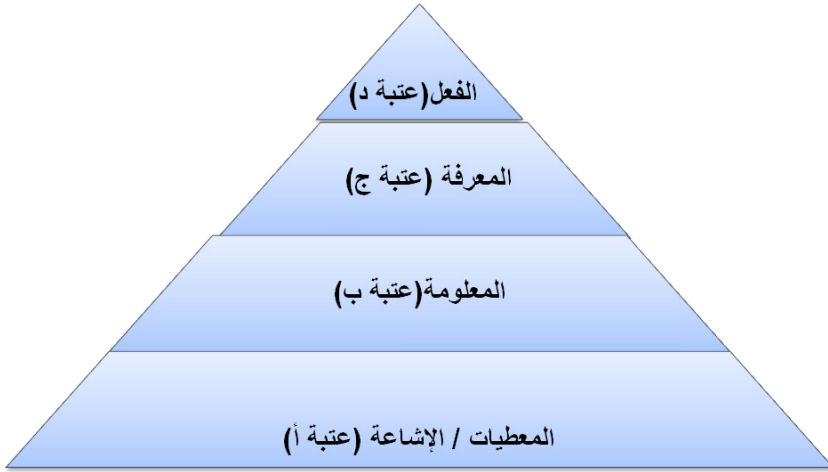 الفعل(عتبة د)
المعرفة (عتبة ج)
المعلومة(عتبة ب)
المعطيات / الإشاعة (عتبة أ)